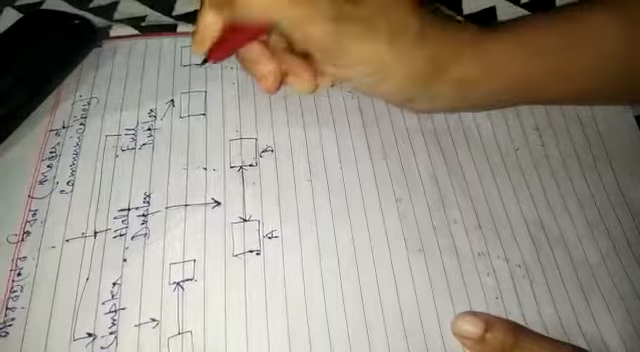 (Modes of
Communication)
Simplex
Half
Duplex
Full
Duplex
A
B